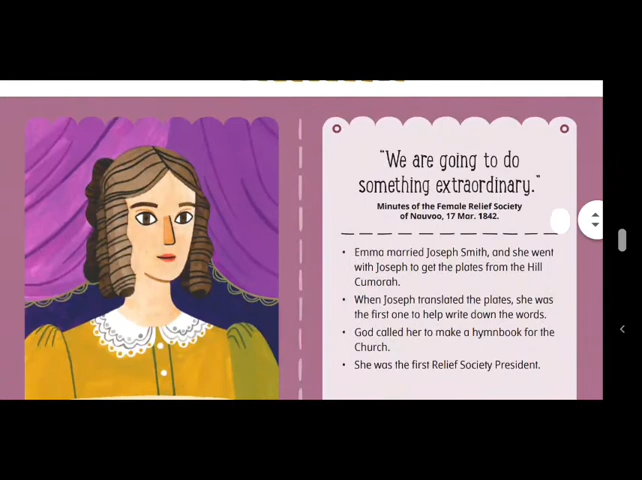 “We are going to do
something extraordinary.”
Minutes of the Female Relief Society
of Nauvoo, 17 Mar. 1842.
• Emma married Joseph Smith, and she went
with Joseph to get the plates from the Hill
Cumorah.
• When Joseph translated the plates, she was
the first one to help write down the words.
• God called her to make a hymnbook for the
Church.
• She was the first Relief Society President.